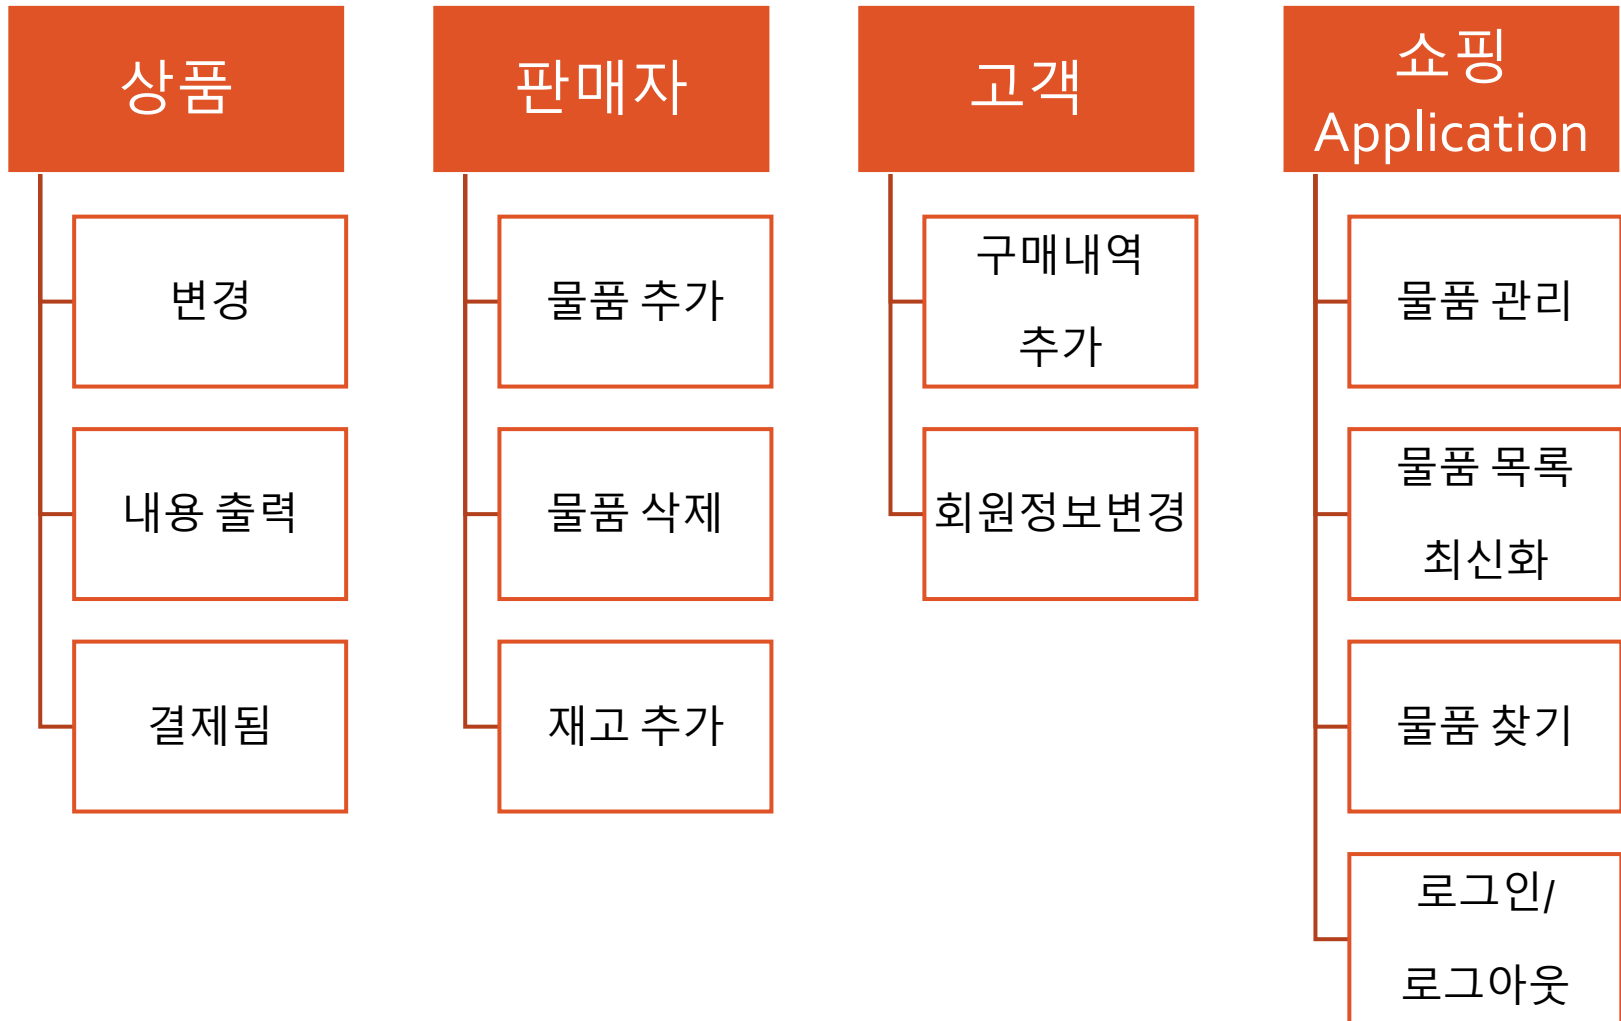 상품
변경
내용 출력
결제됨
판매자
물품 추가
물품 삭제
재고 추가
고객
구매내역
추가
회원정보변경
쇼핑
Application
물품 관리
물품 목록
최신화
물품 찾기
로그인/
로그아웃